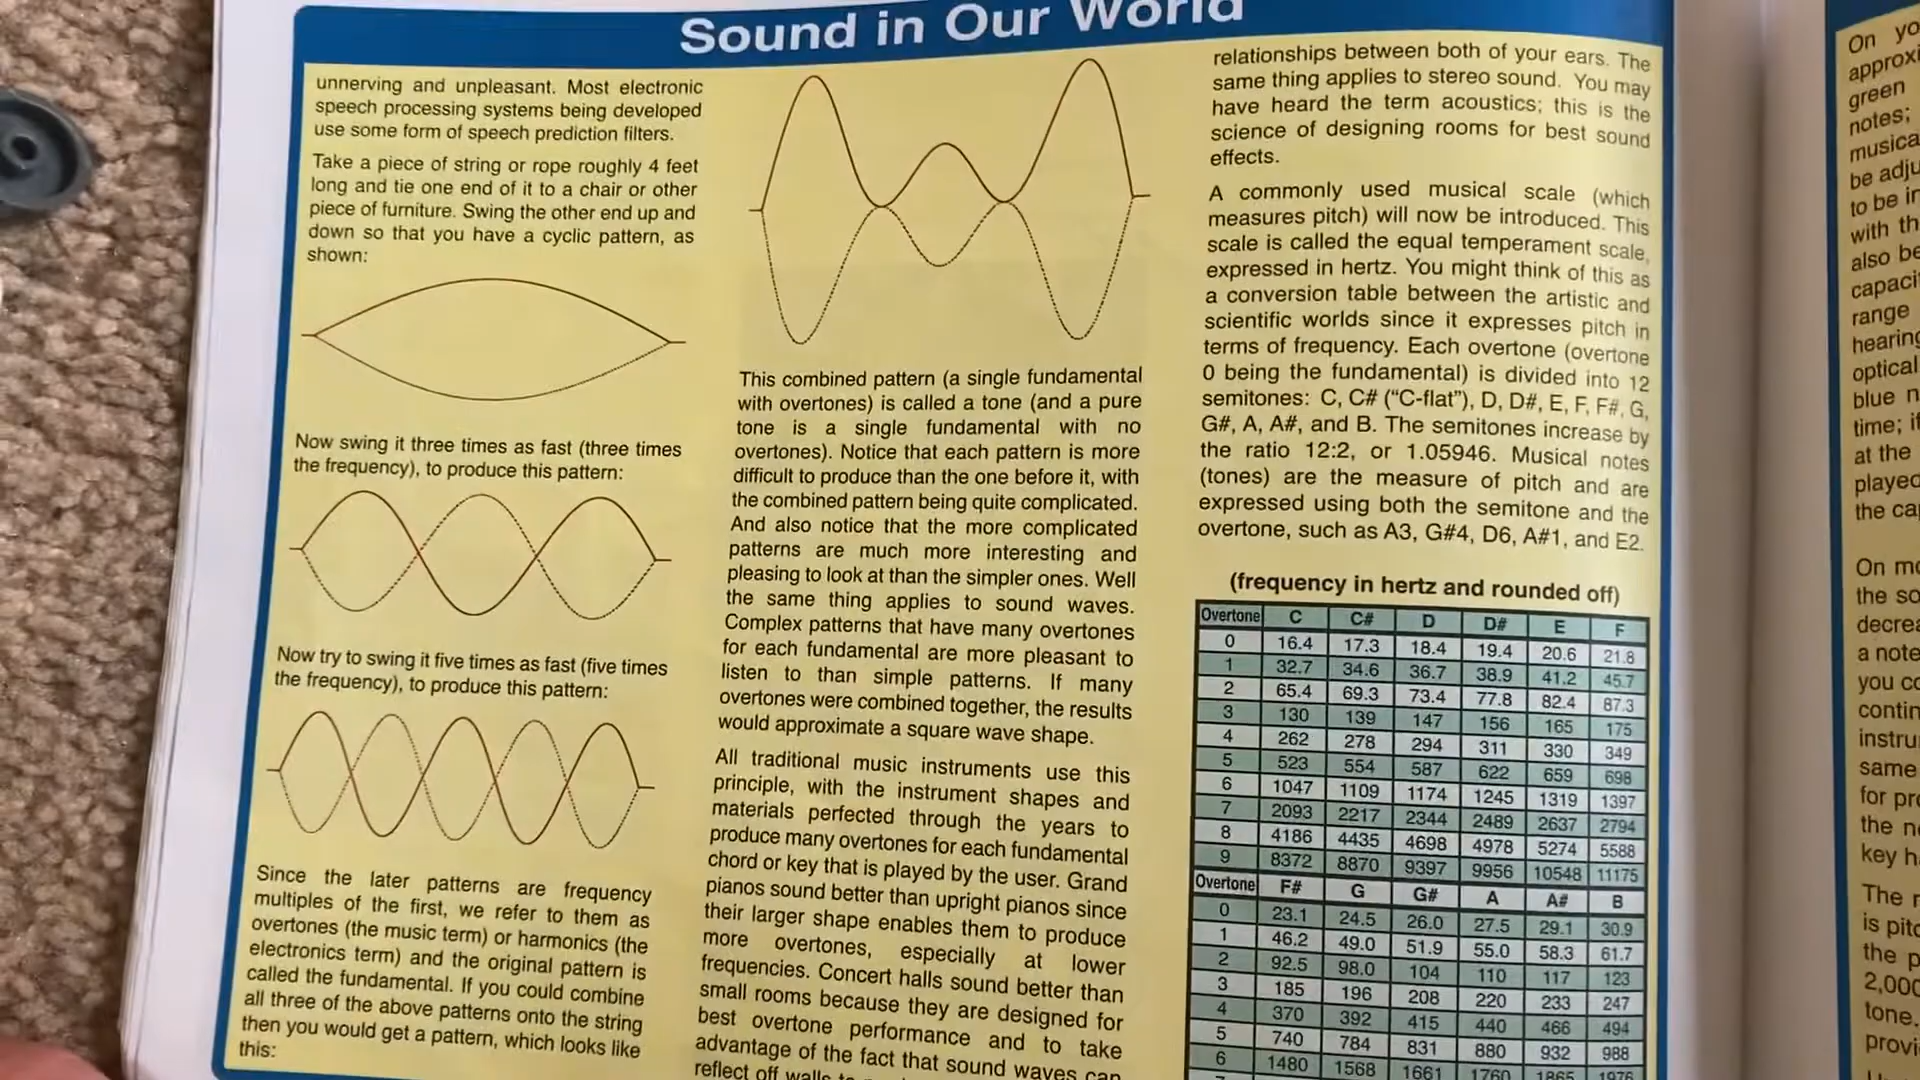 Sound in Our World
unnerving and unpleasant. Most electronic
speech processing systems being developed
use some form of speech prediction filters.
Take a piece of string or rope roughly 4 feet
long and tie one end of it to a chair or other
piece of furniture. Swing the other end up and
down so that you have a cyclic pattern, as
shown:
Now swing it three times as fast (three times
the frequency), to produce this pattern:
Now try to swing it five times as fast (five times
the frequency), to produce this pattern:
Since the later patterns are frequency
multiples of the first, we refer to them as
overtones (the music term) or harmonics (the
electronics term) and the original pattern is
called the fundamental. If you could combine
all three of the above patterns onto the string
then you would get a pattern, which looks like
this:
This combined pattern (a single fundamental
with overtones) is called a tone (and a pure
tone is a single fundamental with no
overtones). Notice that each pattern is more
difficult to produce than the one before it, with
the combined pattern being quite complicated.
And also notice that the more complicated
patterns are much more interesting and
pleasing to look at than the simpler ones. Well
the same thing applies to sound waves.
Complex patterns that have many overtones
for each fundamental are more pleasant to
listen to than simple patterns. If many
overtones were combined together, the results
would approximate a square wave shape.
All traditional music instruments use this
principle, with the instrument shapes and
materials perfected through the years to
produce many overtones for each fundamental
chord or key that is played by the user. Grand
pianos sound better than upright pianos since
their larger shape enables them to produce
more overtones, especially at lower
frequencies. Concert halls sound better than
small rooms because they are designed for
best overtone performance and to take
advantage of the fact that sound waves can
reflect off walls
relationships between both of your ears. The
same thing applies to stereo sound. You may
have heard the term acoustics; this is the
science of designing rooms for best sound
effects.
A commonly used musical scale (which
measures pitch) will now be introduced. This
scale is called the equal temperament scale,
expressed in hertz. You might think of this as
a conversion table between the artistic and
scientific worlds since it expresses pitch in
terms of frequency. Each overtone (overtone
0 being the fundamental) is divided into 12
semitones: C, C# ("C-flat"), D, D#, E, F, F#, G,
G#, A, A#, and B. The semitones increase by
the ratio 12:2, or 1.05946. Musical notes
(tones) are the measure of pitch and are
expressed using both the semitone and the
overtone, such as A3, G#4, D6, A#1, and E2.
(frequency in hertz and rounded off)
Overtone C C# D D# E F
0 16.4 17.3 18.4 19.4 20.6 21.8
1 32.7 34.6 36.7 38.9 41.2 45.7
2 65.4 69.3 73.4 77.8 82.4 87.3
3 130 139 147 156 165 175
4 262 278 294 311 330 349
5 523 554 587 622 659 698
6 1047 1109 1174 1245 1319 1397
7 2093 2217 2344 2489 2637 2794
8 4186 4435 4698 4978 5274 5588
9 8372 8870 9397 9956 10548 11175
Overtone F# G G# A A# B
0 23.1 24.5 26.0 27.5 29.1 30.9
1 46.2 49.0 51.9 55.0 58.3 61.7
2 92.5 98.0 104 110 117 123
3 185 196 208 220 233 247
4 370 392 415 440 466 494
5 740 784 831 880 932 988
6 1480 1568 1661 1760 1865 1976
On yo
approxi
green
notes;
musica
be adju
to be in
with th
also be
capacit
range
hearing
optical
blue n
time; if
at the
played
the cap
On mo
the so
decrea
a note
you co
contin
instru
same
for pro
the no
key h
The r
is pitc
the p
2,000
tone.
provi